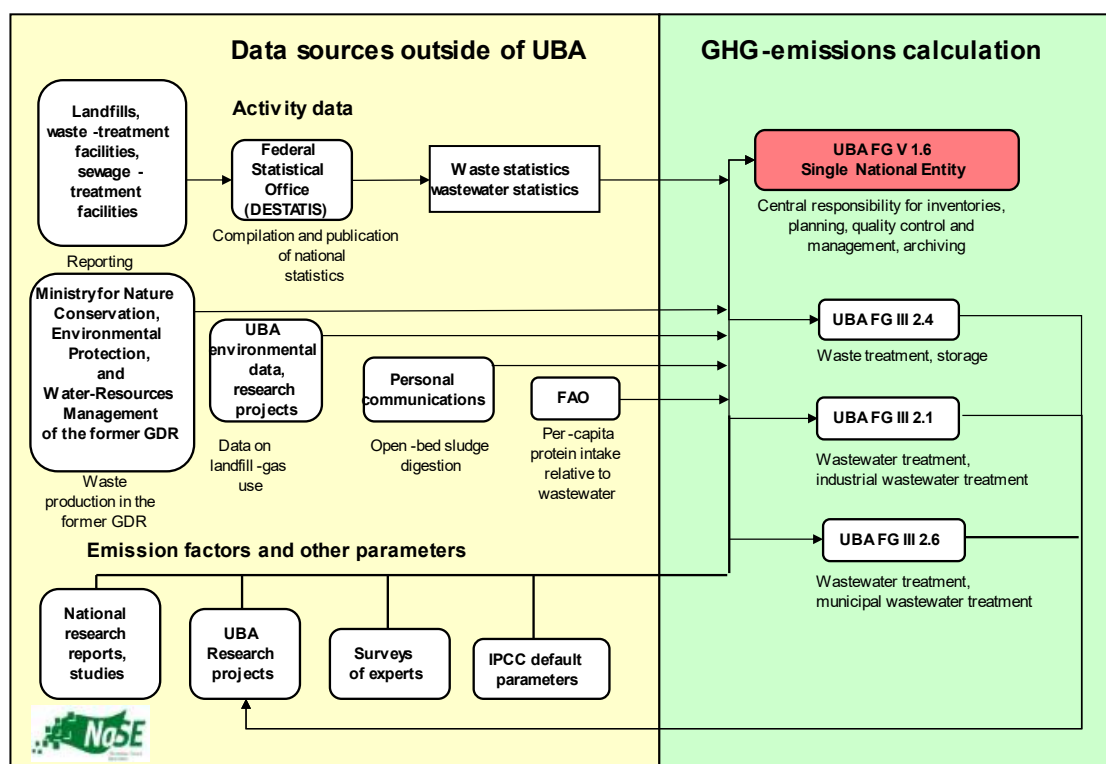 Data sources outside of UBA
GHG-emissions calculation
Activity data
Landfills,
waste -treatment
facilities,
sewage -
treatment
facilities
Reporting
Federal
Statistical
Office
(DESTATIS)
Compilation and publication
of national
statistics
Waste statistics
wastewater statistics
UBA FG V 1.6
Single National Entity
Central responsibility for inventories,
planning, quality control and
management, archiving
Ministryfor Nature
Conservation,
Environmental
Protection,
and
Water-Resources
Management
of the former GDR
Waste
production in the
former GDR
UBA
environmental
data,
research
projects
Data on
landfill -gas
use
Personal
communications
Open -bed sludge
digestion
FAO
Per -capita
protein intake
relative to
wastewater
UBA FG III 2.4
Waste treatment, storage
UBA FG III 2.1
Wastewater treatment,
industrial wastewater treatment
UBA FG III 2.6
Wastewater treatment,
municipal wastewater treatment
Emission factors and other parameters
National
research
reports,
studies
UBA
Research
projects
Surveys
of experts
IPCC default
parameters
NaSE